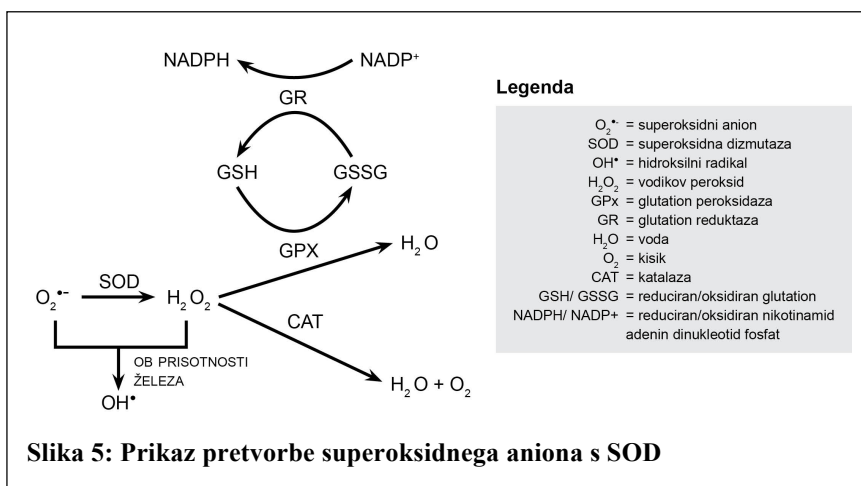 NADPH NADP⁺
GR
GSH GSSG
GPX
H₂O
SOD
O₂•- H₂O₂
CAT
OB PRISOTNOSTI
ŽELEZA
OH•
H₂O + O₂
Legenda
O₂•- = superoksidni anion
SOD = superoksidna dizmutaza
OH• = hidroksilni radikal
H₂O₂ = vodikov peroksid
GPx = glutation peroksidaza
GR = glutation reduktaza
H₂O = voda
O₂ = kisik
CAT = katalaza
GSH/ GSSG = reduciran/oksidiran glutation
NADPH/ NADP+ = reduciran/oksidiran nikotinamid
adenin dinukleotid fosfat
Slika 5: Prikaz pretvorbe superoksidnega aniona s SOD